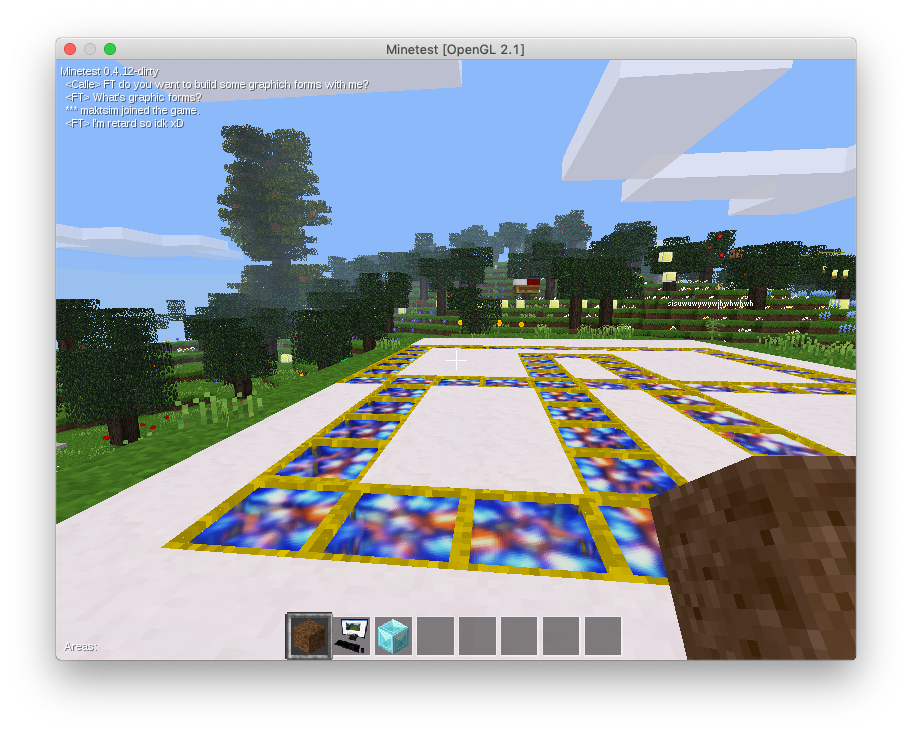 Minetest [OpenGL 2.1]
Minetest 0.4.12-dirty
<Calle> FT do you want to build some graphich forms with me?
<FT> What's graphic forms?
*** maktsim joined the game.
<FT> I'm retard so idk xD
Areas: